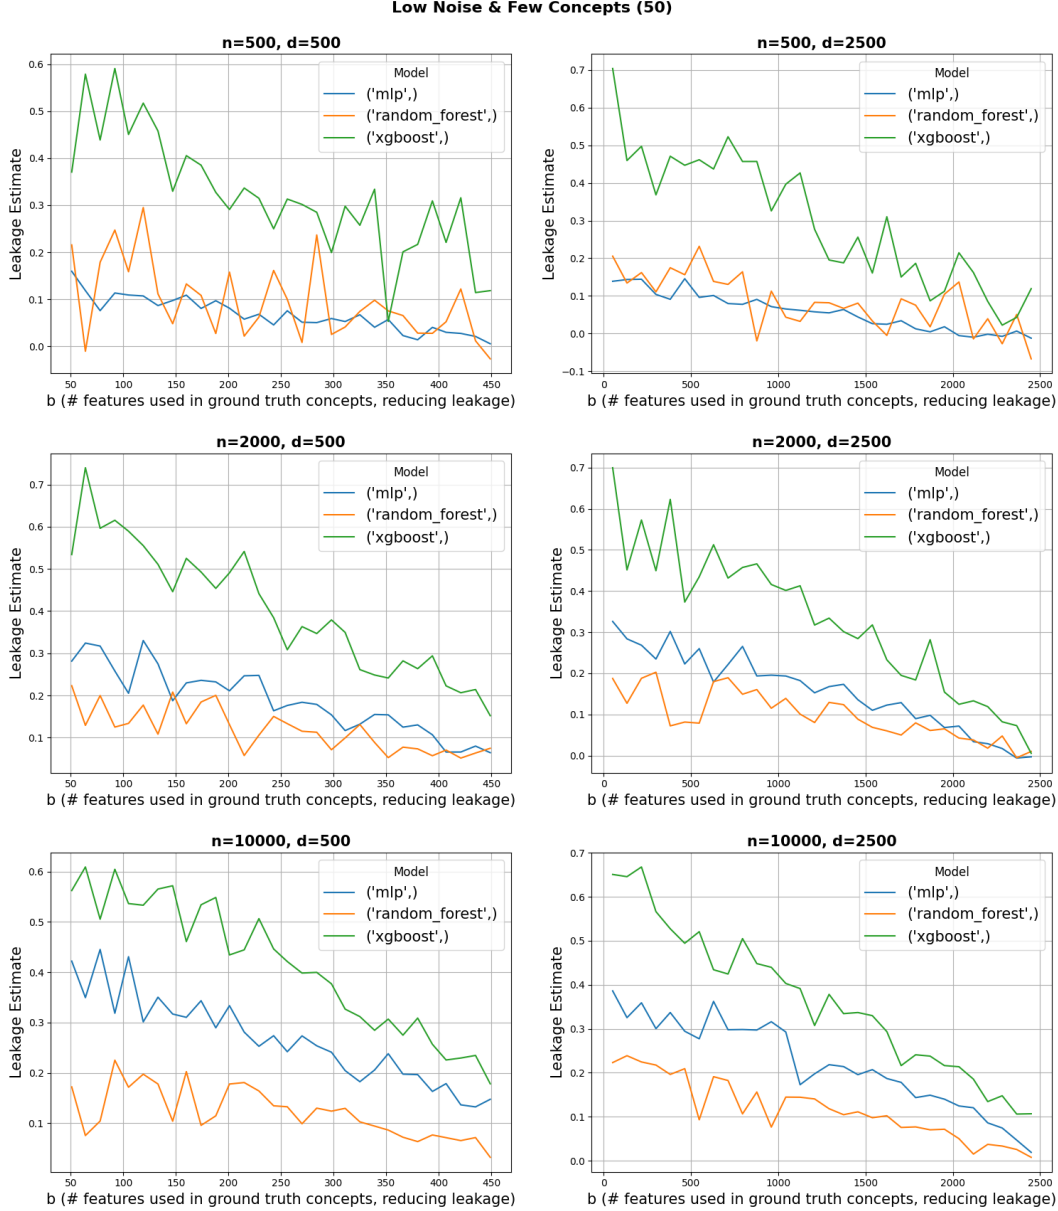 Low Noise & Few Concepts (50)
n=500, d=500
Leakage Estimate
0.6
0.5
0.4
0.3
0.2
0.1
0.0
Model
('mlp',)
('random_forest',)
('xgboost',)
50 100 150 200 250 300 350 400 450
b (# features used in ground truth concepts, reducing leakage)
n=500, d=2500
Leakage Estimate
0.7
0.6
0.5
0.4
0.3
0.2
0.1
0.0
−0.1
Model
('mlp',)
('random_forest',)
('xgboost',)
0 500 1000 1500 2000 2500
b (# features used in ground truth concepts, reducing leakage)
n=2000, d=500
Leakage Estimate
0.7
0.6
0.5
0.4
0.3
0.2
0.1
Model
('mlp',)
('random_forest',)
('xgboost',)
50 100 150 200 250 300 350 400 450
b (# features used in ground truth concepts, reducing leakage)
n=2000, d=2500
Leakage Estimate
0.7
0.6
0.5
0.4
0.3
0.2
0.1
0.0
Model
('mlp',)
('random_forest',)
('xgboost',)
0 500 1000 1500 2000 2500
b (# features used in ground truth concepts, reducing leakage)
n=10000, d=500
Leakage Estimate
0.6
0.5
0.4
0.3
0.2
0.1
Model
('mlp',)
('random_forest',)
('xgboost',)
50 100 150 200 250 300 350 400 450
b (# features used in ground truth concepts, reducing leakage)
n=10000, d=2500
Leakage Estimate
0.7
0.6
0.5
0.4
0.3
0.2
0.1
0.0
Model
('mlp',)
('random_forest',)
('xgboost',)
0 500 1000 1500 2000 2500
b (# features used in ground truth concepts, reducing leakage)